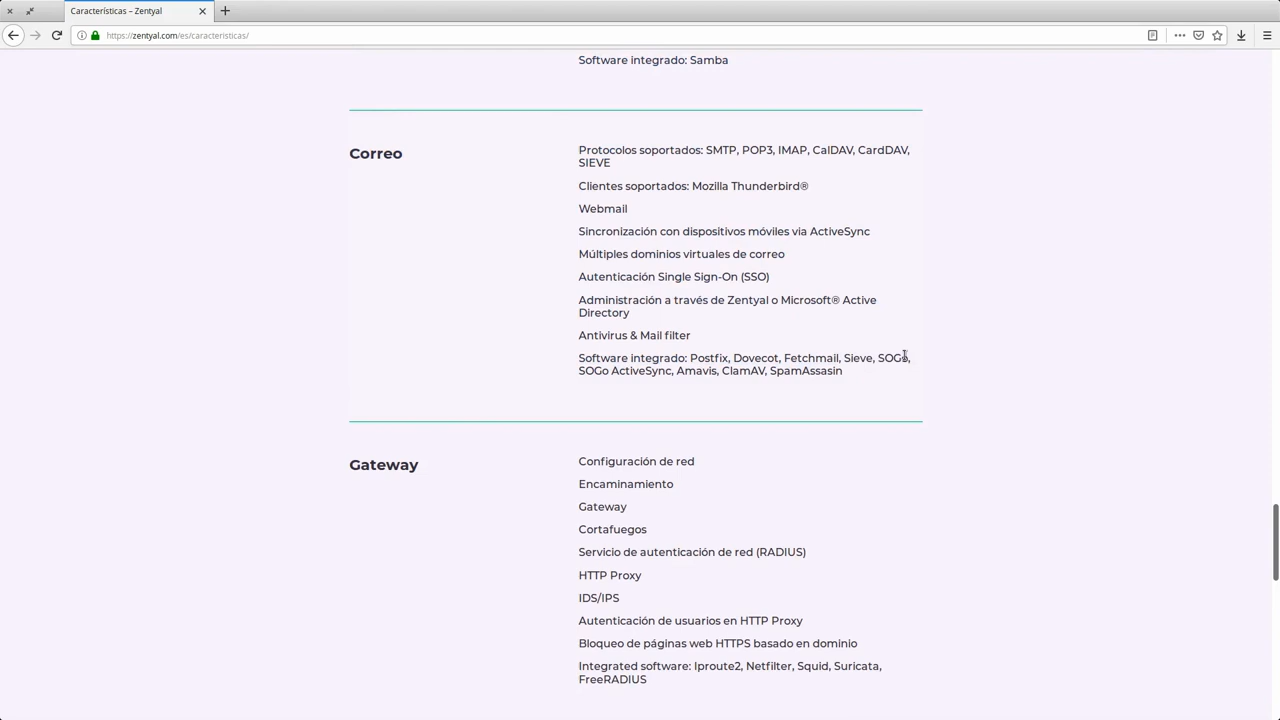 Características – Zentyal
https://zentyal.com/es/caracteristicas/
Software integrado: Samba
Correo
Protocolos soportados: SMTP, POP3, IMAP, CalDAV, CardDAV,
SIEVE
Clientes soportados: Mozilla Thunderbird®
Webmail
Sincronización con dispositivos móviles via ActiveSync
Múltiples dominios virtuales de correo
Autenticación Single Sign-On (SSO)
Administración a través de Zentyal o Microsoft® Active
Directory
Antivirus & Mail filter
Software integrado: Postfix, Dovecot, Fetchmail, Sieve, SOGo,
SOGo ActiveSync, Amavis, ClamAV, SpamAssasin
Gateway
Configuración de red
Encaminamiento
Gateway
Cortafuegos
Servicio de autenticación de red (RADIUS)
HTTP Proxy
IDS/IPS
Autenticación de usuarios en HTTP Proxy
Bloqueo de páginas web HTTPS basado en dominio
Integrated software: Iproute2, Netfilter, Squid, Suricata,
FreeRADIUS